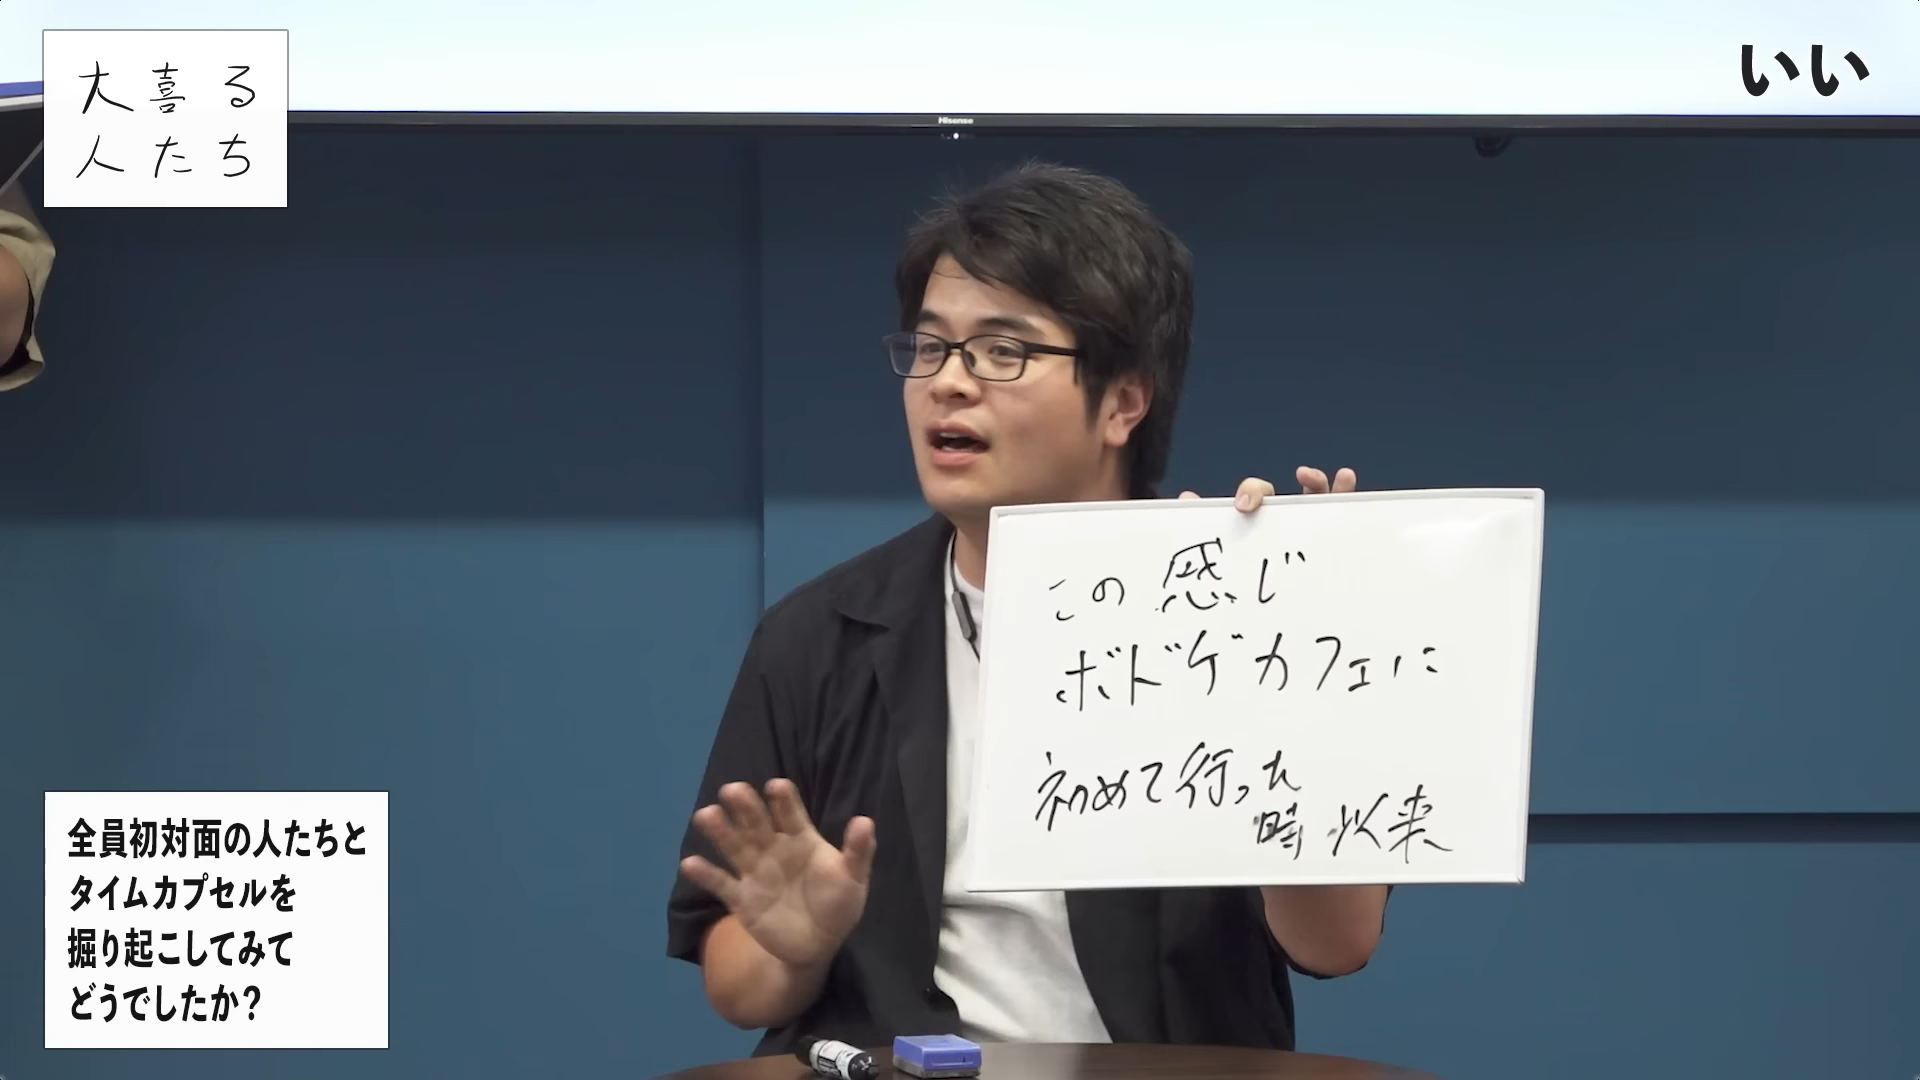 大喜る
人たち
いい
Hisense
この感じ
ボドゲカフェに
初めて行った
時以来
全員初対面の人たちと
タイムカプセルを
掘り起こしてみて
どうでしたか？